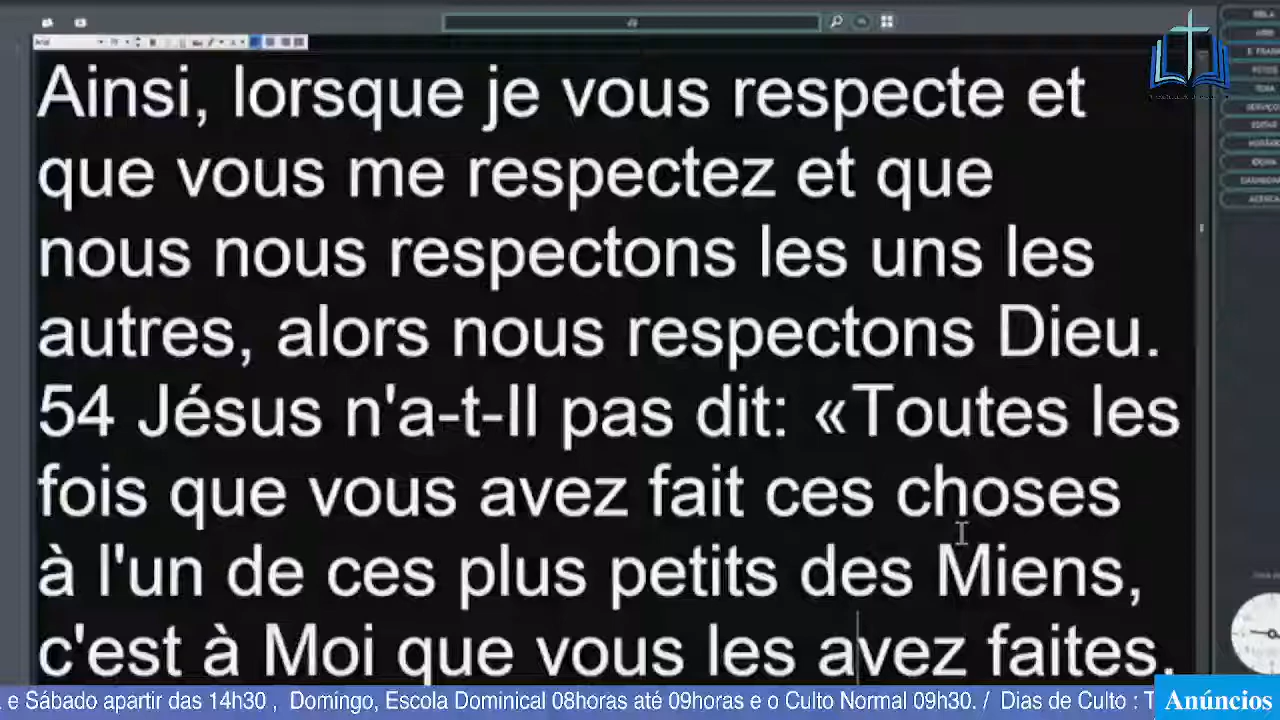 Ainsi, lorsque je vous respecte et
que vous me respectez et que
nous nous respectons les uns les
autres, alors nous respectons Dieu.
54 Jésus n'a-t-Il pas dit: «Toutes les
fois que vous avez fait ces choses
à l'un de ces plus petits des Miens,
c'est à Moi que vous les avez faites.
e Sábado apartir das 14h30 , Domingo, Escola Dominical 08horas até 09horas e o Culto Normal 09h30. / Dias de Culto : T
Anúncios